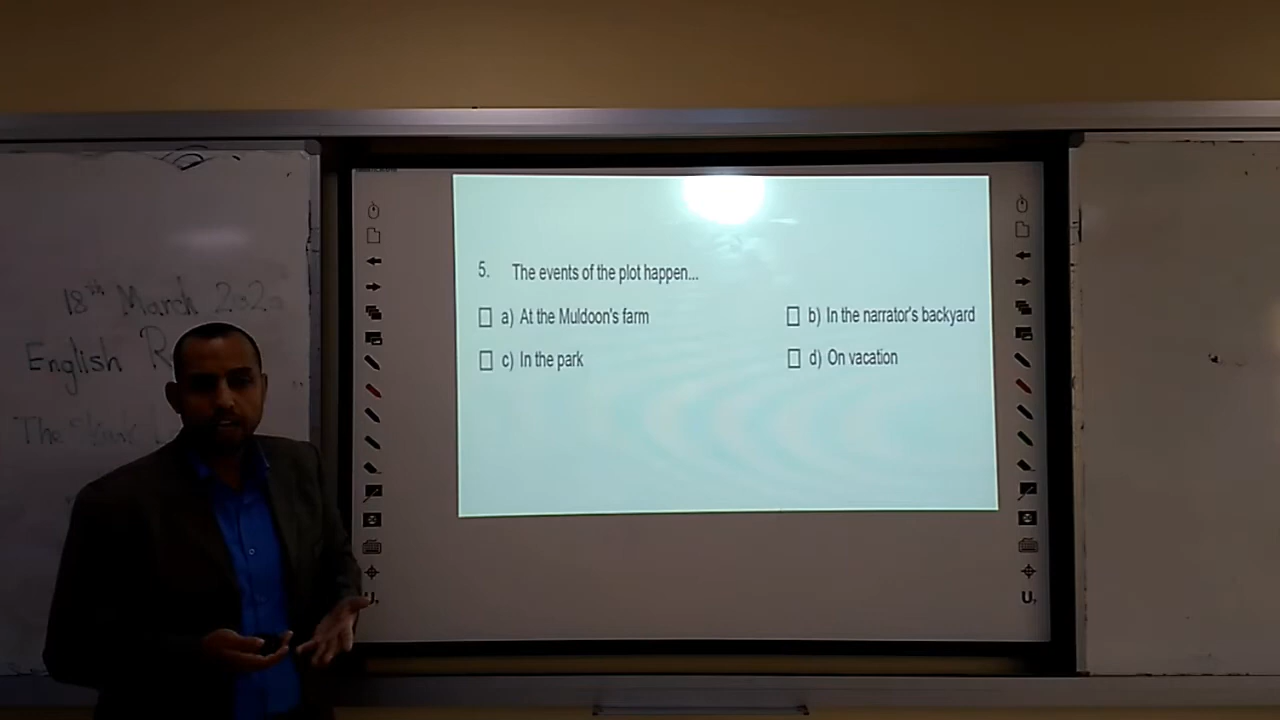 18th March 2020
English
The
5. The events of the plot happen...
a) At the Muldoon's farm
b) In the narrator's backyard
c) In the park
d) On vacation